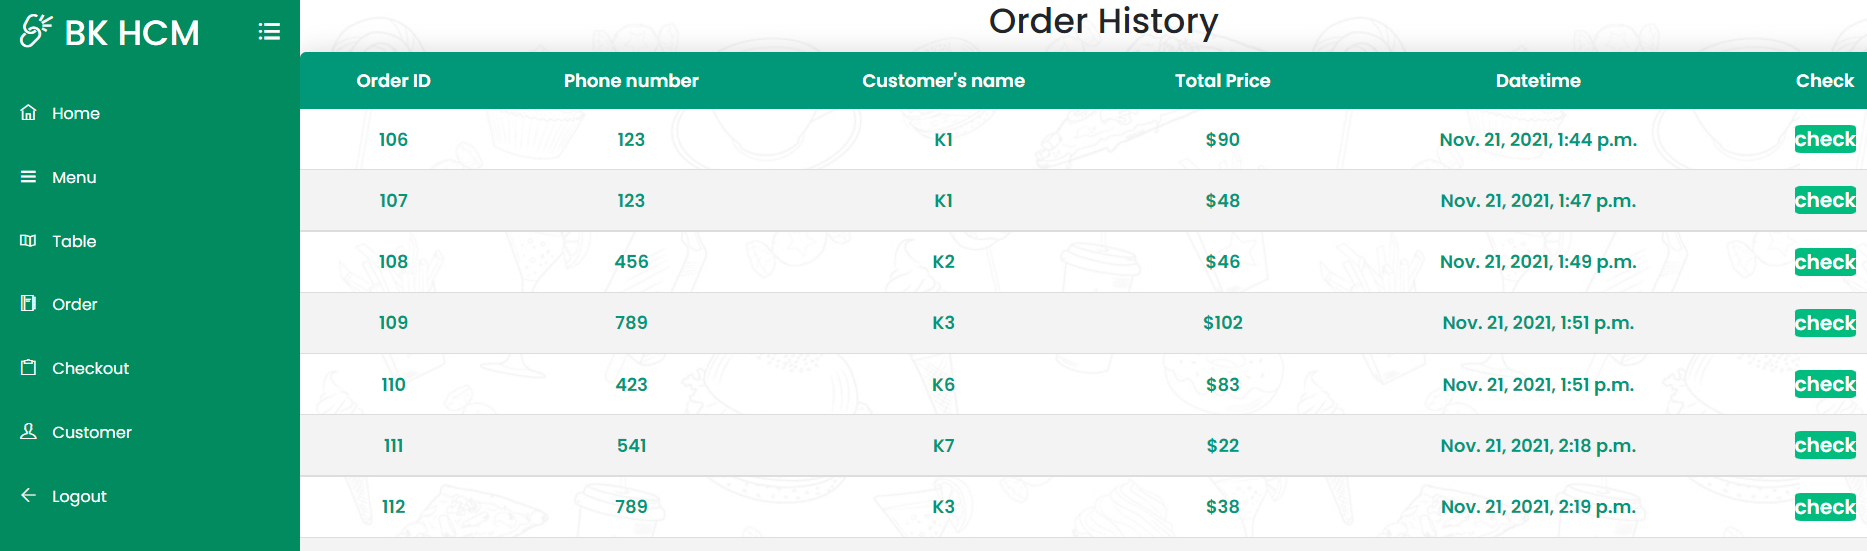 BK HCM
Home
Menu
Table
Order
Checkout
Customer
Logout
Order History
Order ID Phone number Customer's name Total Price Datetime Check
106 123 K1 $90 Nov. 21, 2021, 1:44 p.m. check
107 123 K1 $48 Nov. 21, 2021, 1:47 p.m. check
108 456 K2 $46 Nov. 21, 2021, 1:49 p.m. check
109 789 K3 $102 Nov. 21, 2021, 1:51 p.m. check
110 423 K6 $83 Nov. 21, 2021, 1:51 p.m. check
111 541 K7 $22 Nov. 21, 2021, 2:18 p.m. check
112 789 K3 $38 Nov. 21, 2021, 2:19 p.m. check